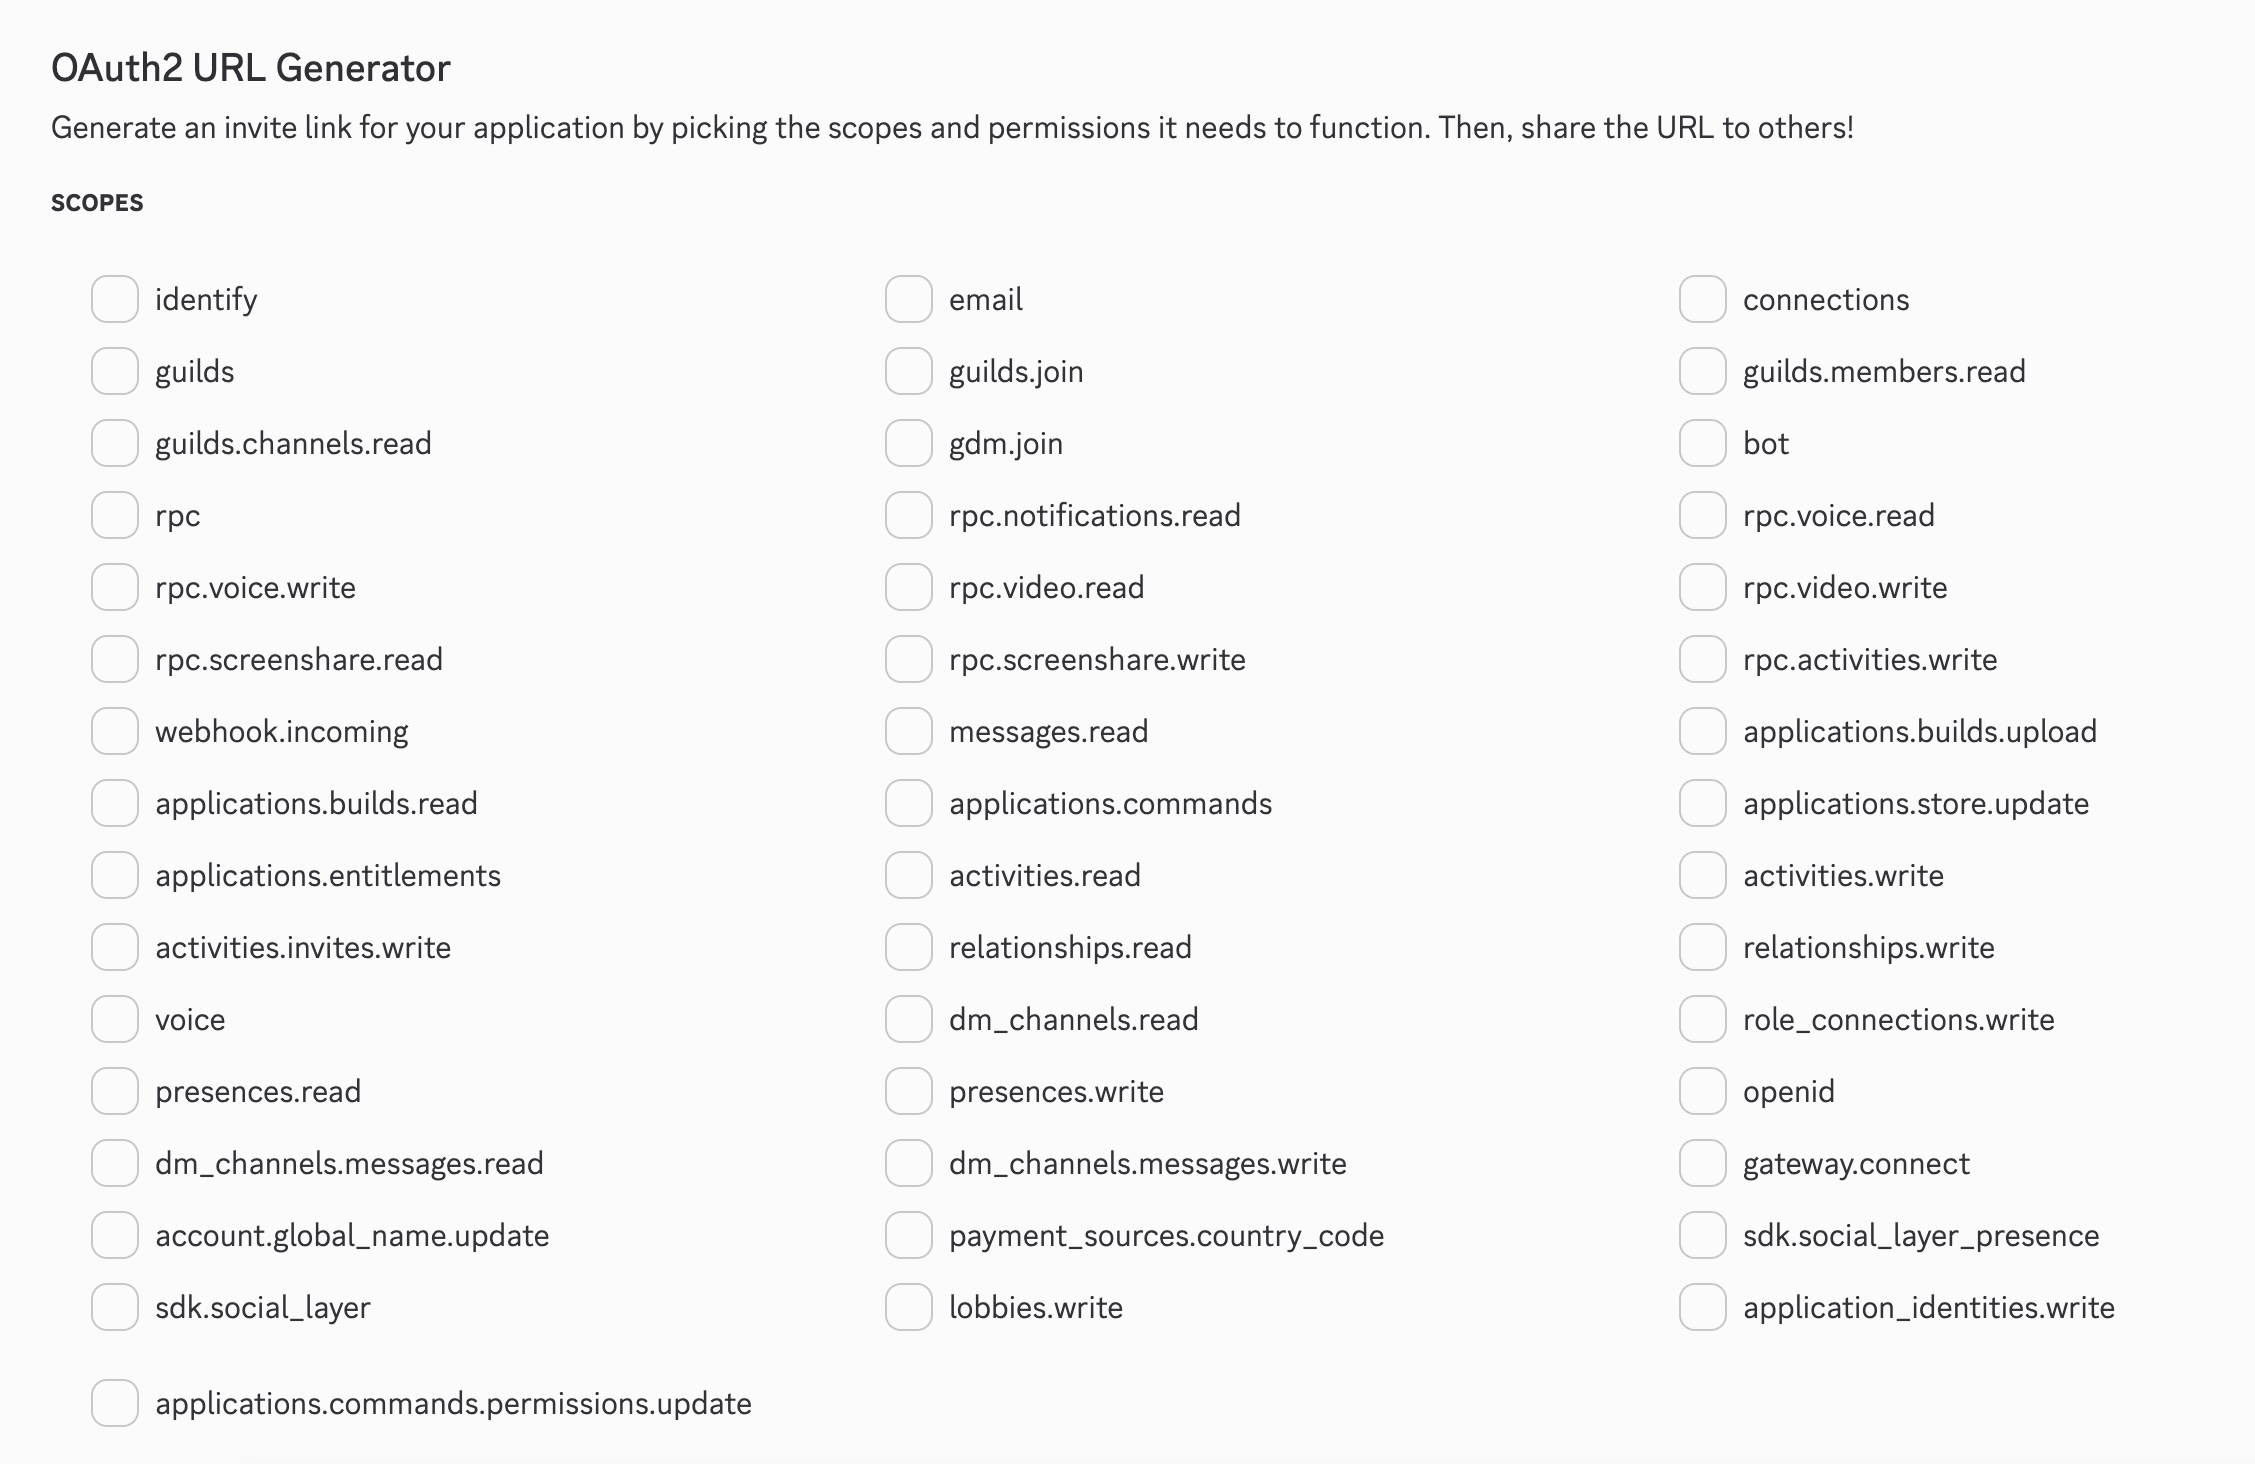 OAuth2 URL Generator
Generate an invite link for your application by picking the scopes and permissions it needs to function. Then, share the URL to others!
SCOPES
identify
email
connections
guilds
guilds.join
guilds.members.read
guilds.channels.read
gdm.join
bot
rpc
rpc.notifications.read
rpc.voice.read
rpc.voice.write
rpc.video.read
rpc.video.write
rpc.screenshare.read
rpc.screenshare.write
rpc.activities.write
webhook.incoming
messages.read
applications.builds.upload
applications.builds.read
applications.commands
applications.store.update
applications.entitlements
activities.read
activities.write
activities.invites.write
relationships.read
relationships.write
voice
dm_channels.read
role_connections.write
presences.read
presences.write
openid
dm_channels.messages.read
dm_channels.messages.write
gateway.connect
account.global_name.update
payment_sources.country_code
sdk.social_layer_presence
sdk.social_layer
lobbies.write
application_identities.write
applications.commands.permissions.update